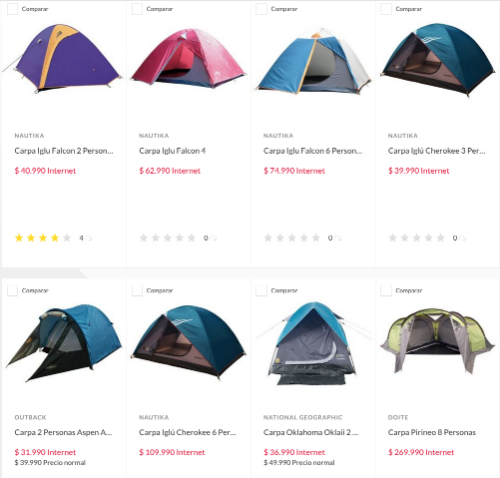 Comparar
Comparar
Comparar
Comparar
NAUTIKA
NAUTIKA
NAUTIKA
NAUTIKA
Carpa Iglu Falcon 2 Person...
Carpa Iglu Falcon 4
Carpa Iglu Falcon 6 Person...
Carpa Iglú Cherokee 3 Per...
$ 40.990 Internet
$ 62.990 Internet
$ 74.990 Internet
$ 39.990 Internet
4 /5
0 /5
0 /5
0 /5
Comparar
Comparar
Comparar
Comparar
OUTBACK
NAUTIKA
NATIONAL GEOGRAPHIC
DOITE
Carpa 2 Personas Aspen A...
Carpa Iglú Cherokee 6 Per...
Carpa Oklahoma Oklaii 2 ...
Carpa Pirineo 8 Personas
$ 31.990 Internet
$ 109.990 Internet
$ 36.990 Internet
$ 269.990 Internet
$ 39.990 Precio normal
$ 49.990 Precio normal